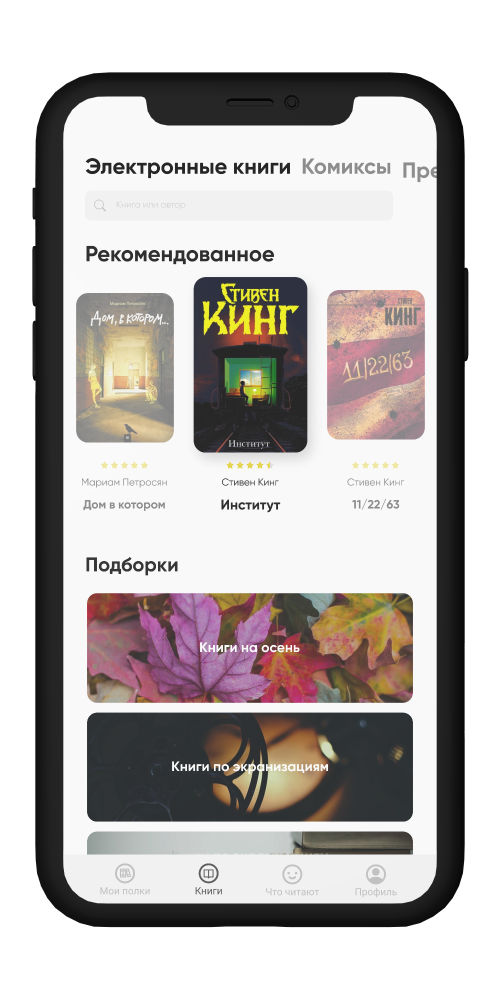 Электронные книги Комиксы Пре
Книга или автор
Рекомендованное
Мариам Петросян
Дом, в котором...
Стивен
Кинг
Институт
СТИВЕН
КИНГ
11/22/63
Мариам Петросян
Стивен Кинг
Стивен Кинг
Дом в котором
Институт
11/22/63
Подборки
Книги на осень
Книги по экранизациям
Мои полки
Книги
Что читают
Профиль